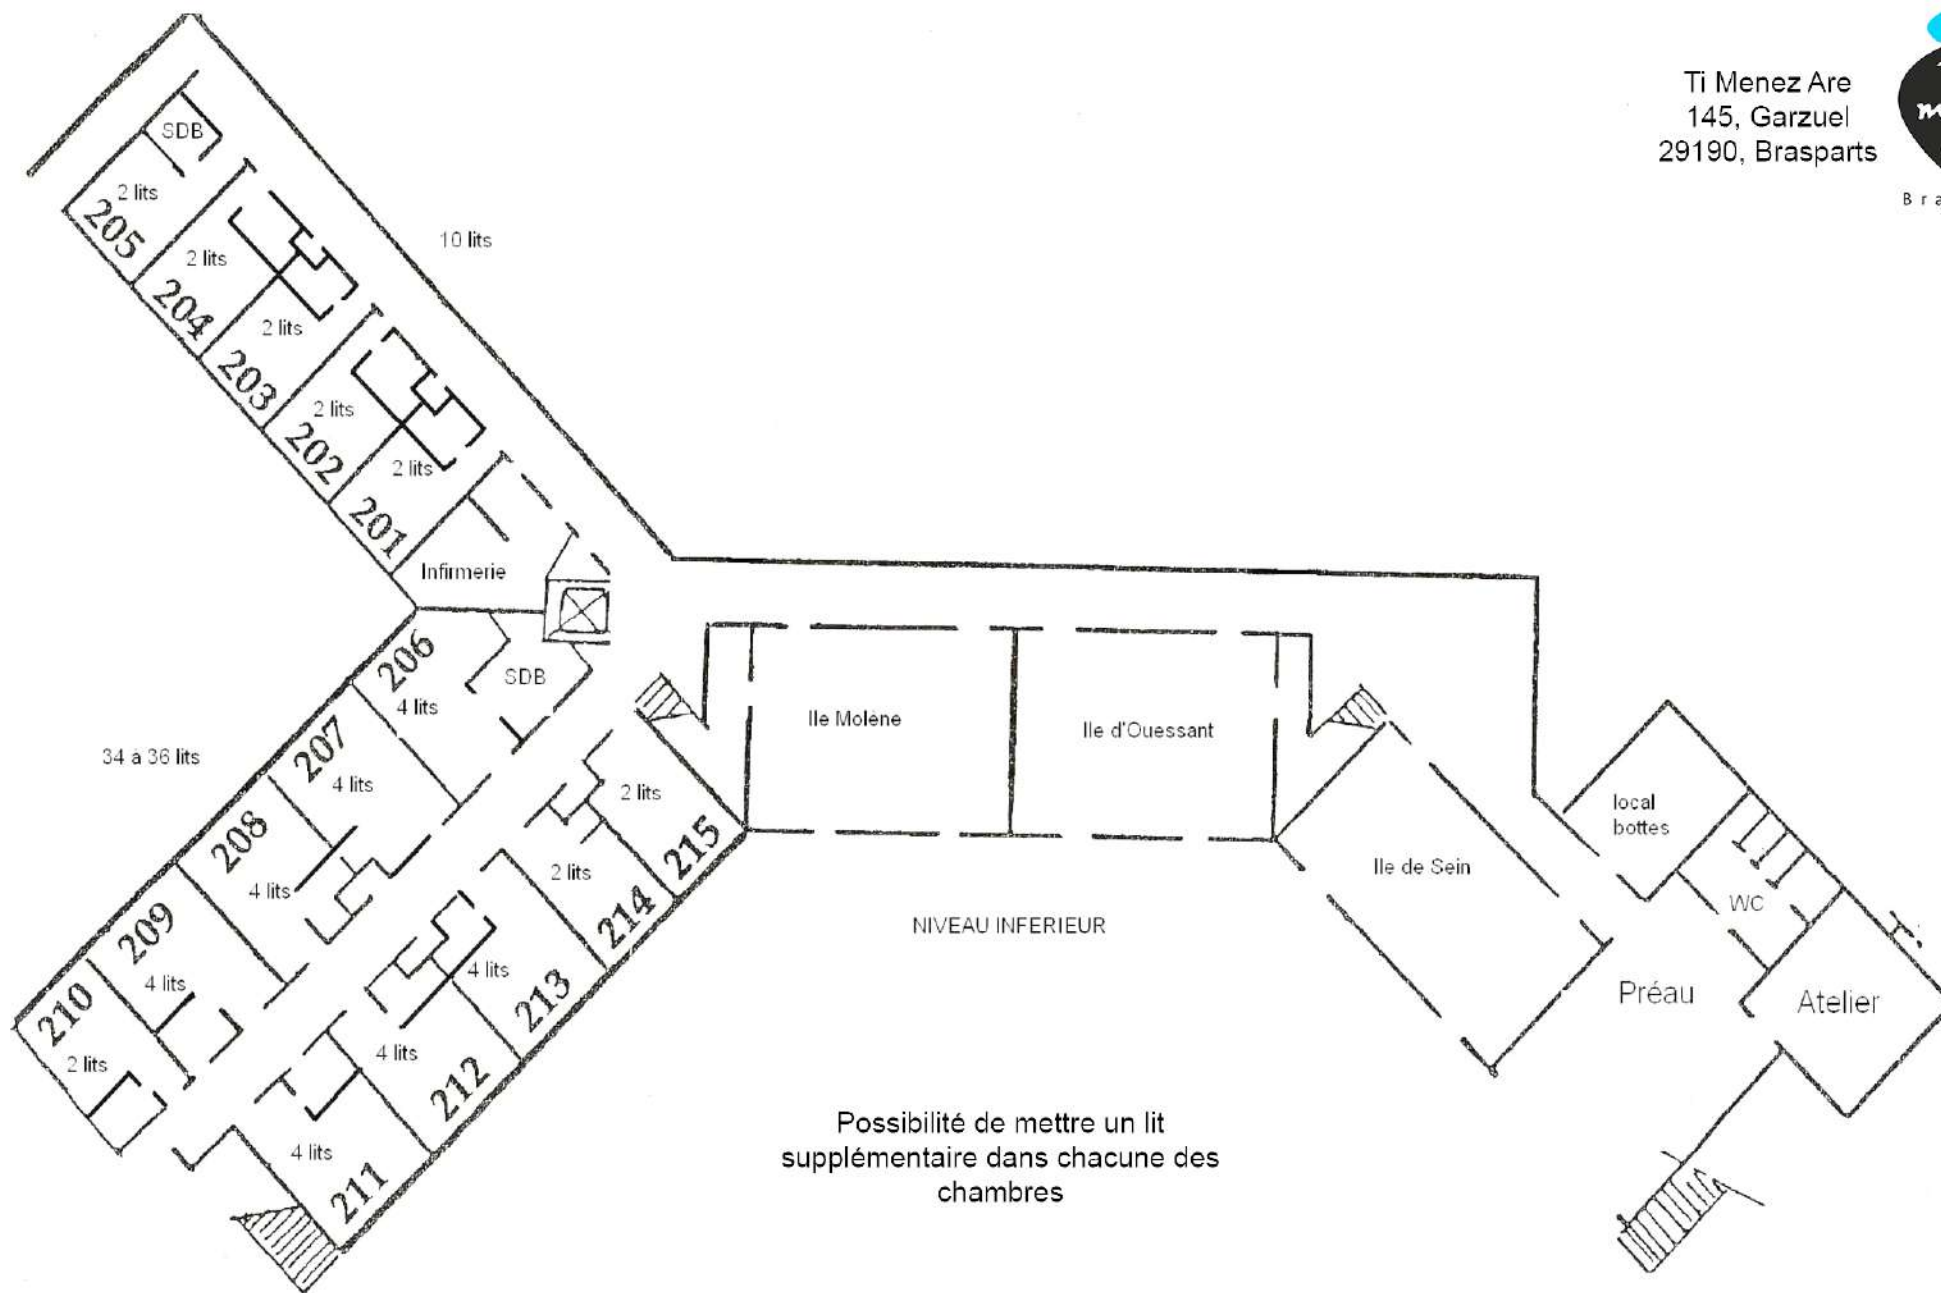 Ti Menez Are
145, Garzuel
29190, Brasparts
SDB
2 lits
205
2 lits
204
2 lits
203
2 lits
202
2 lits
201
10 lits
Infirmerie
206
4 lits
SDB
207
4 lits
34 à 36 lits
208
4 lits
209
4 lits
210
2 lits
2 lits
215
2 lits
214
4 lits
213
4 lits
212
4 lits
211
Ile Molène
Ile d'Ouessant
Ile de Sein
local
bottes
WC
Préau
Atelier
NIVEAU INFERIEUR
Possibilité de mettre un lit
supplémentaire dans chacune des
chambres